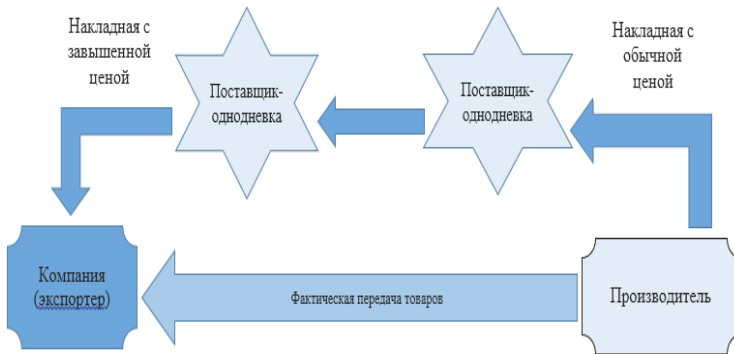 Накладная с
завышенной
ценой
Поставщик-
однодневка
Поставщик-
однодневка
Накладная с
обычной
ценой
Компания
(экспортер)
Фактическая передача товаров
Производитель